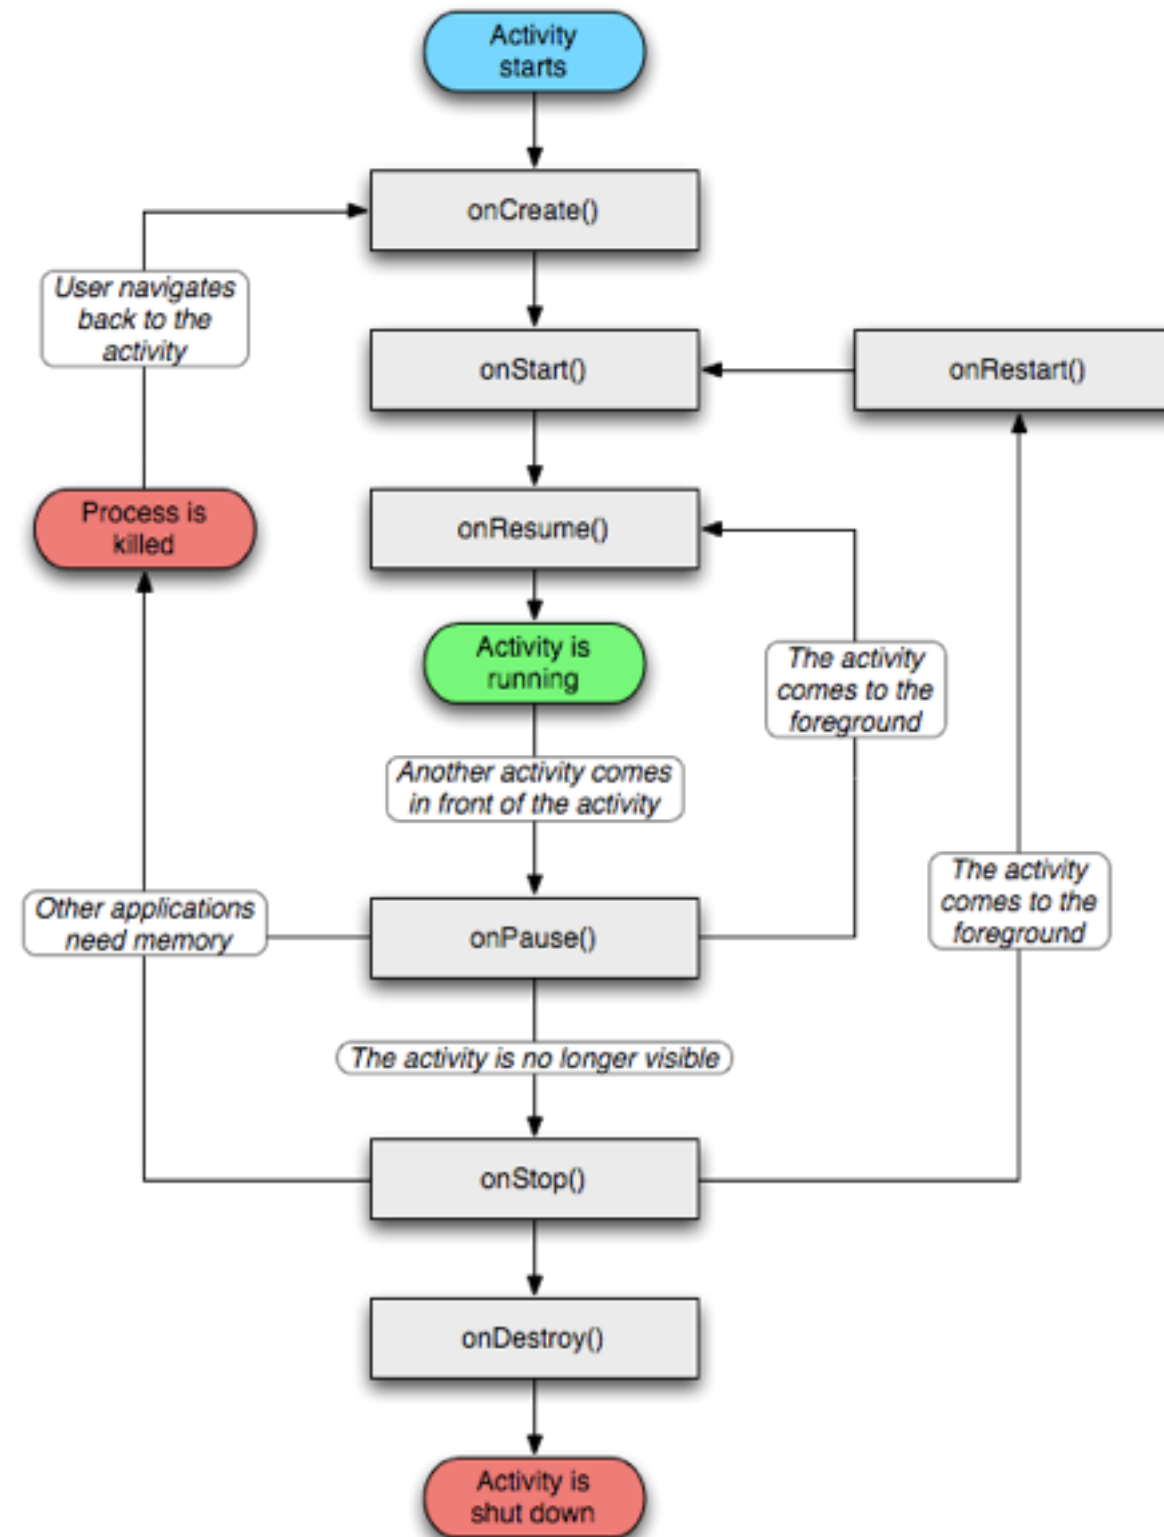 Activity
starts
onCreate()
User navigates
back to the
activity
onStart()
onRestart()
onResume()
Process is
killed
Activity is
running
The activity
comes to the
foreground
Another activity comes
in front of the activity
The activity
comes to the
foreground
Other applications
need memory
onPause()
The activity is no longer visible
onStop()
onDestroy()
Activity is
shut down